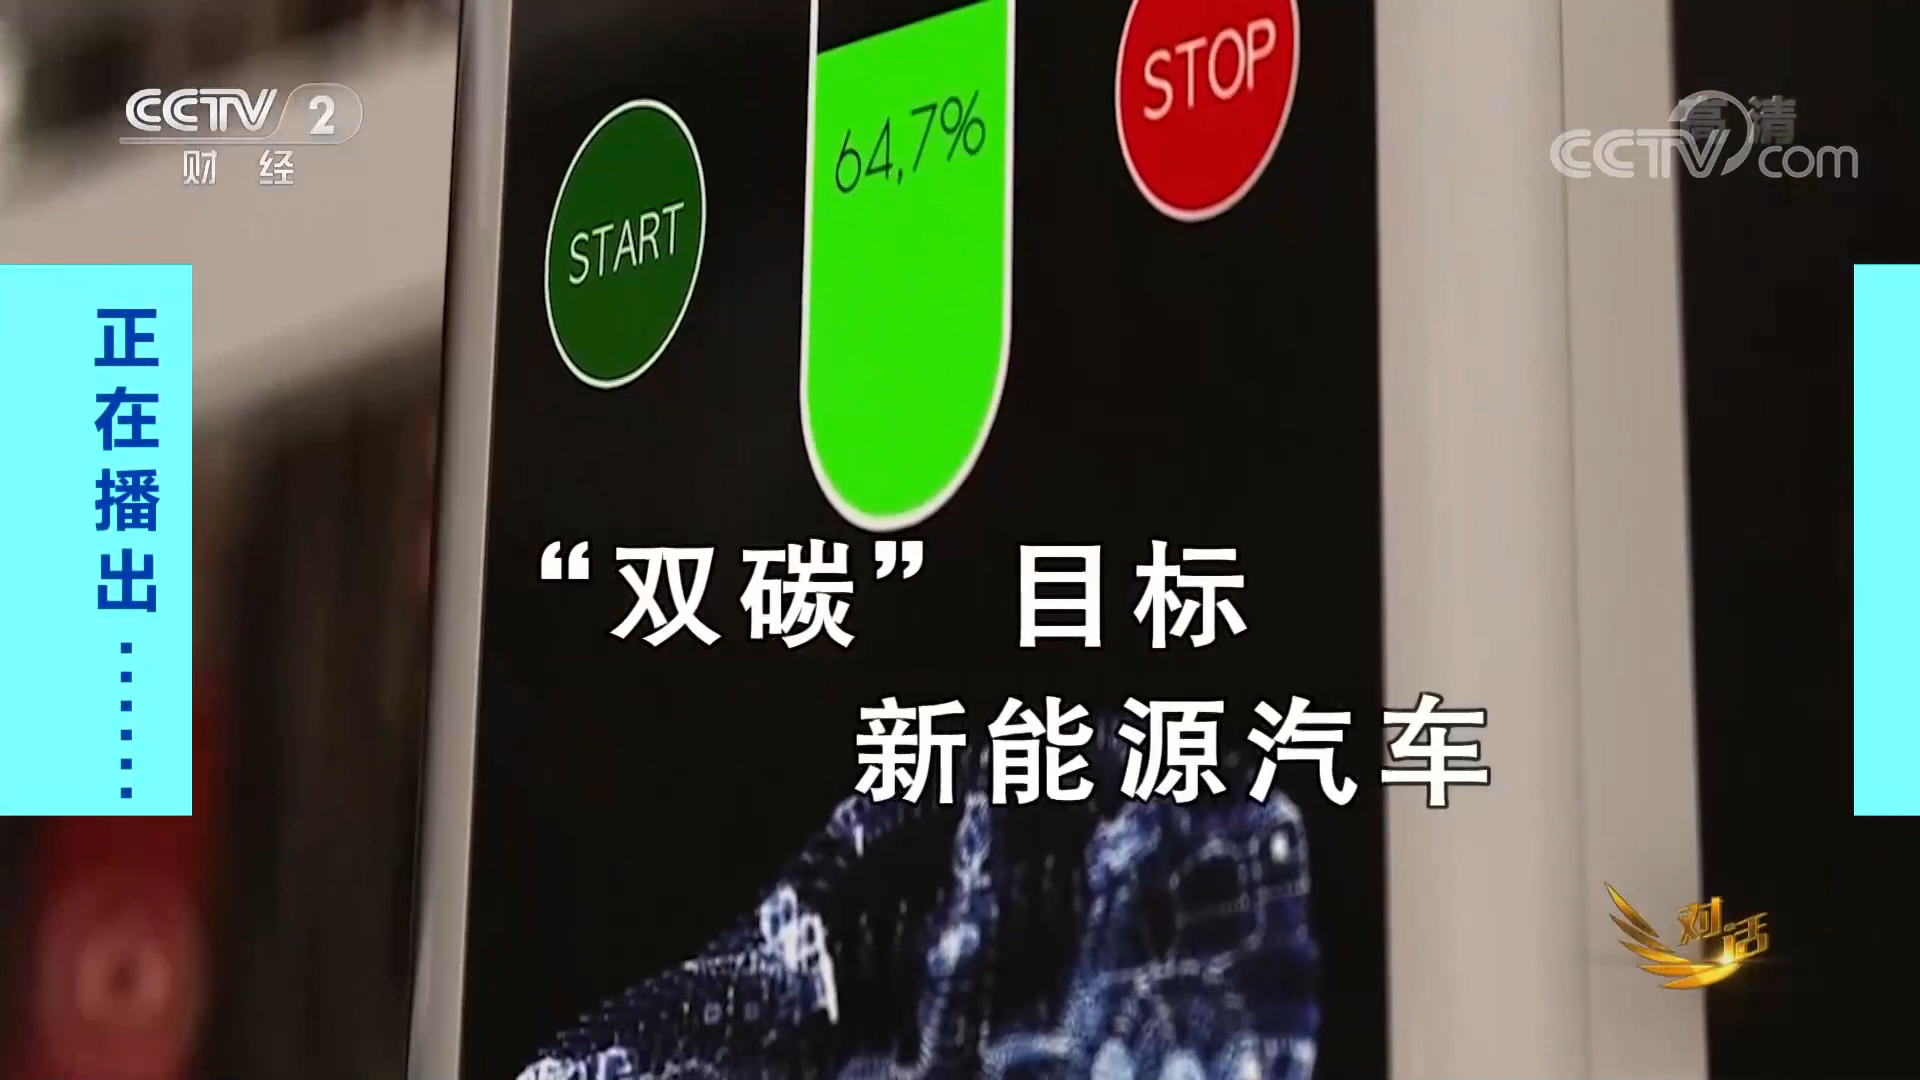 CCTV 2
财经
高清
CCTV.com
START
64,7%
STOP
正在播出……
“双碳”目标
新能源汽车
对话